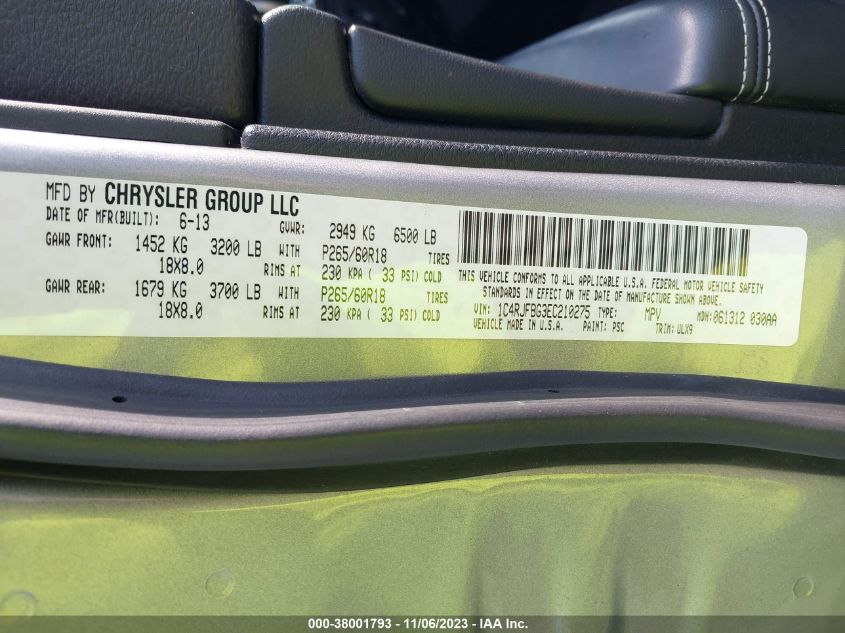 MFD BY CHRYSLER GROUP LLC
DATE OF MFR(BUILT): 6-13 GVWR: 2949 KG 6500 LB
GAWR FRONT: 1452 KG 3200 LB WITH P265/60R18 TIRES
18X8.0 RIMS AT 230 KPA ( 33 PSI) COLD
GAWR REAR: 1679 KG 3700 LB WITH P265/60R18 TIRES
18X8.0 RIMS AT 230 KPA ( 33 PSI) COLD
THIS VEHICLE CONFORMS TO ALL APPLICABLE U.S.A. FEDERAL MOTOR VEHICLE SAFETY
STANDARDS IN EFFECT ON THE DATE OF MANUFACTURE SHOWN ABOVE.
VIN: 1C4RJFBG3EC210275 TYPE: MPV MDH: 061312 030AA
VEHICLE MADE IN U.S.A. PAINT: PSC TRIM: ULX9
000-38001793 - 11/06/2023 - IAA Inc.